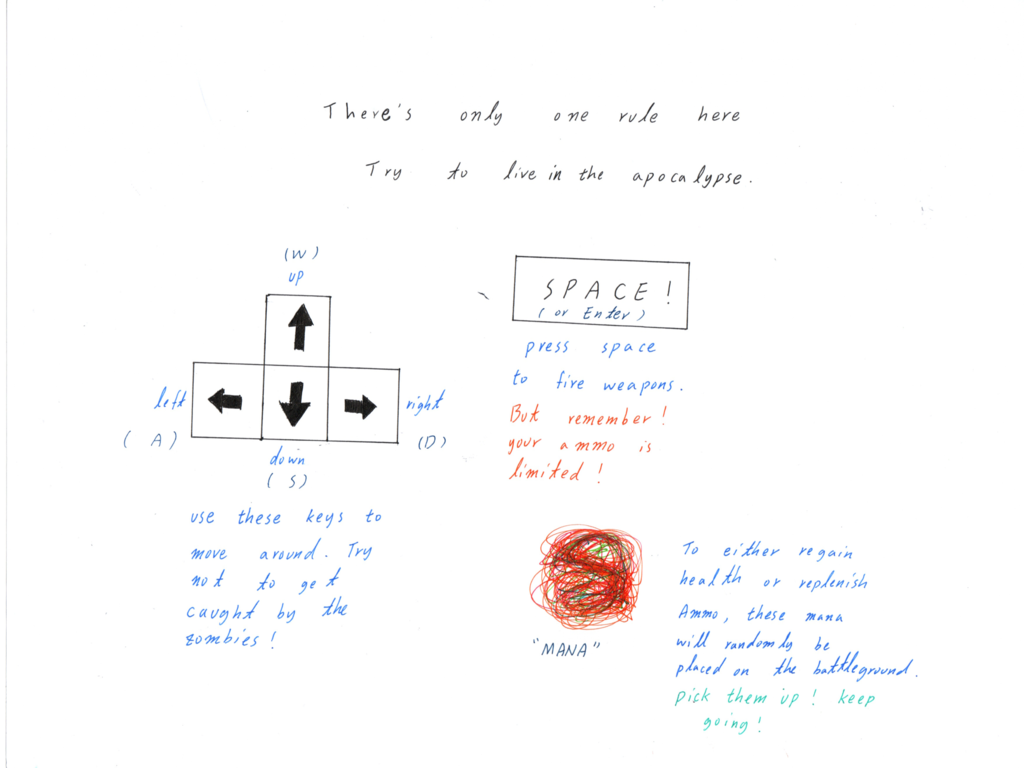 There's only one rule here
Try to live in the apocalypse.
(W)
up
left
(A)
right
(D)
down
(S)
use these keys to
move around. Try
not to get
caught by the
zombies!
SPACE!
(or Enter)
press space
to fire weapons.
But remember!
your ammo is
limited!
"MANA"
To either regain
health or replenish
Ammo, these mana
will randomly be
placed on the battleground.
pick them up! keep
going!